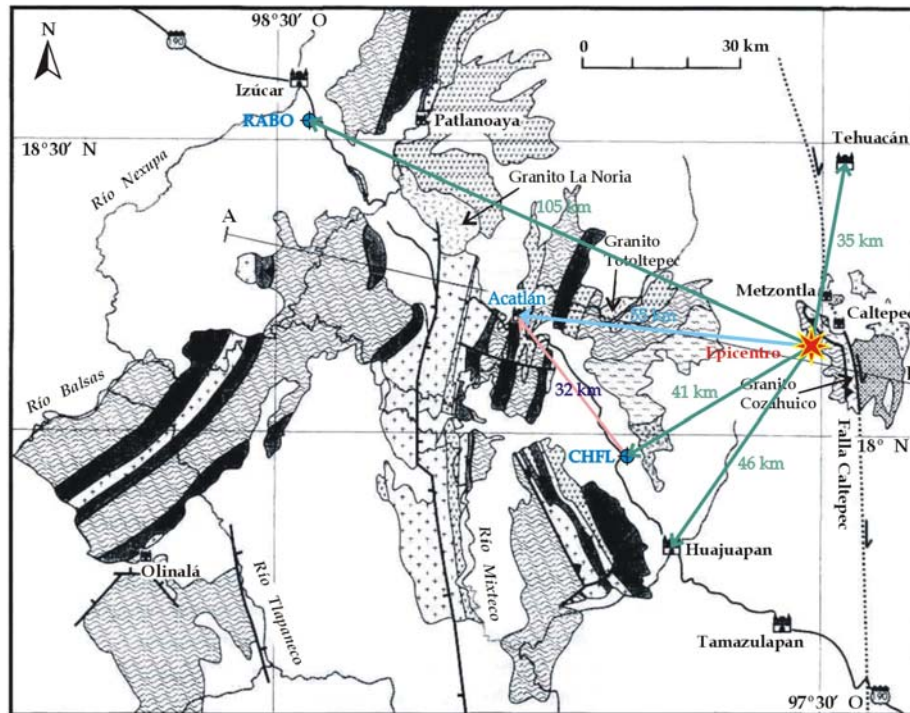 98°30' O
N
190
0 30 km
Izúcar
RABO
Patlanoaya
Tehuacán
18°30' N
Río Nexupa
Granito La Noria
A
105 km
Granito
Totoltepec
35 km
Metzontla
Acatlán
Caltepec
Epicentro
Río Balsas
32 km
41 km
Granito
Cozahuico
18° N
CHFL
Falla Caltepec
46 km
Huajuapan
Olinalá
Río Tlapaneco
Río
Mixteco
Tamazulapan
97°30' O
190